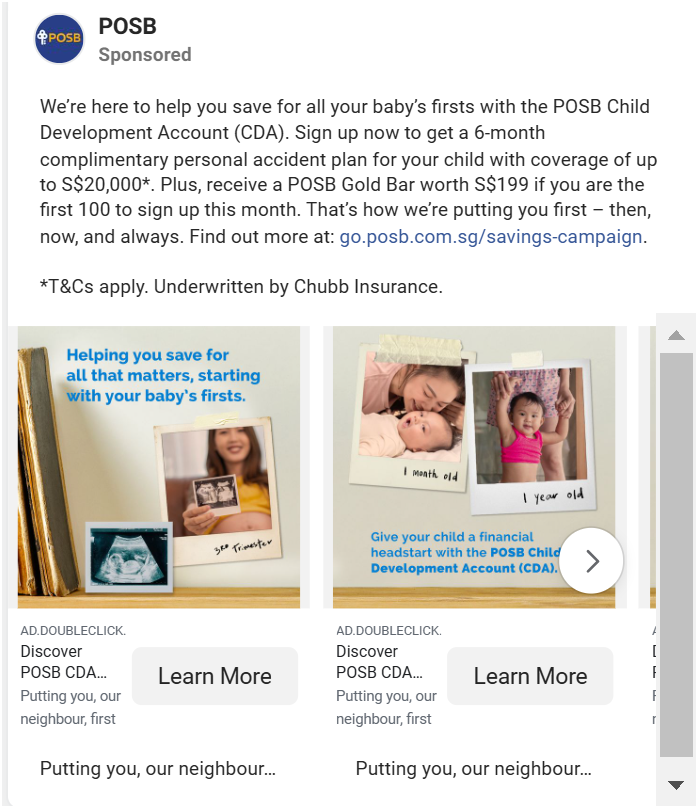 POSB
POSB
Sponsored
We’re here to help you save for all your baby’s firsts with the POSB Child
Development Account (CDA). Sign up now to get a 6-month
complimentary personal accident plan for your child with coverage of up
to S$20,000*. Plus, receive a POSB Gold Bar worth S$199 if you are the
first 100 to sign up this month. That’s how we’re putting you first – then,
now, and always. Find out more at: go.posb.com.sg/savings-campaign.
*T&Cs apply. Underwritten by Chubb Insurance.
Helping you save for
all that matters, starting
with your baby’s firsts.
3rd Trimester
1 month old
1 year old
Give your child a financial
headstart with the POSB Child
Development Account (CDA).
AD.DOUBLECLICK.
Discover
POSB CDA...
Putting you, our
neighbour, first
Learn More
Putting you, our neighbour...
AD.DOUBLECLICK.
Discover
POSB CDA...
Putting you, our
neighbour, first
Learn More
Putting you, our neighbour...